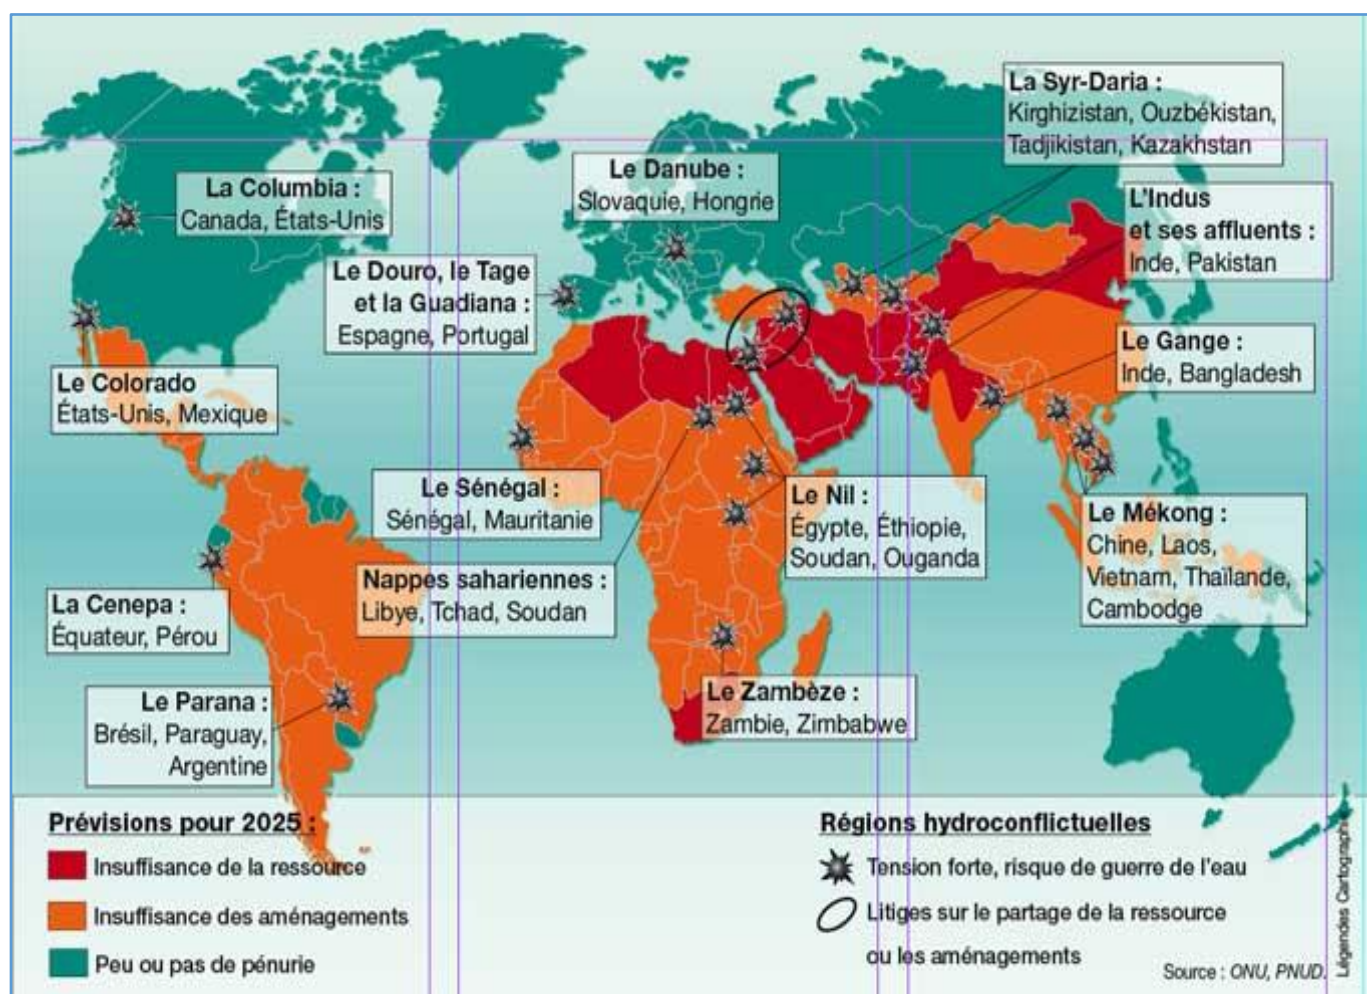 La Syr-Daria :
Kirghizistan, Ouzbékistan,
Tadjikistan, Kazakhstan
Le Danube :
Slovaquie, Hongrie
La Columbia :
Canada, États-Unis
L'Indus
et ses affluents :
Inde, Pakistan
Le Douro, le Tage
et la Guadiana :
Espagne, Portugal
Le Gange :
Inde, Bangladesh
Le Colorado
États-Unis, Mexique
Le Sénégal :
Sénégal, Mauritanie
Le Nil :
Égypte, Éthiopie,
Soudan, Ouganda
Le Mékong :
Chine, Laos,
Vietnam, Thaïlande,
Cambodge
Nappes sahariennes :
Libye, Tchad, Soudan
La Cenepa :
Équateur, Pérou
Le Parana :
Brésil, Paraguay,
Argentine
Le Zambèze :
Zambie, Zimbabwe
Prévisions pour 2025 :
Insuffisance de la ressource
Insuffisance des aménagements
Peu ou pas de pénurie
Régions hydroconflictuelles
Tension forte, risque de guerre de l'eau
Litiges sur le partage de la ressource
ou les aménagements
Source : ONU, PNUD.
Légendes Cartographie